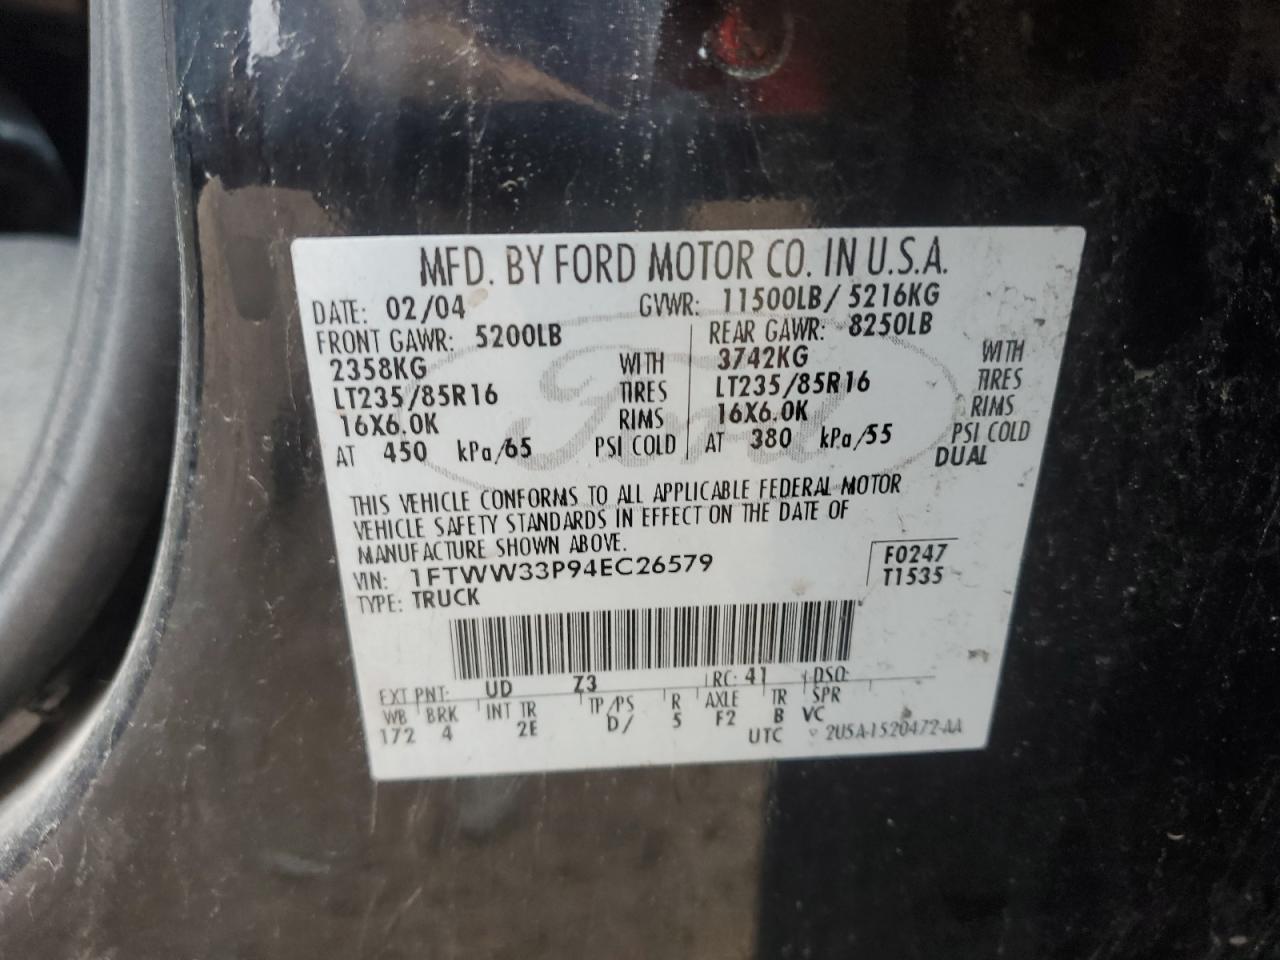 MFD. BY FORD MOTOR CO. IN U.S.A.
DATE: 02/04 GVWR: 11500LB/ 5216KG
FRONT GAWR: 5200LB REAR GAWR: 8250LB
2358KG WITH 3742KG WITH
LT235/85R16 TIRES LT235/85R16 TIRES
16X6.0K RIMS 16X6.0K RIMS
AT 450 kPa/65 PSI COLD AT 380 kPa/55 PSI COLD
DUAL
Ford
THIS VEHICLE CONFORMS TO ALL APPLICABLE FEDERAL MOTOR
VEHICLE SAFETY STANDARDS IN EFFECT ON THE DATE OF
MANUFACTURE SHOWN ABOVE.
VIN: 1FTWW33P94EC26579 F0247
TYPE: TRUCK T1535
EXT PNT: UD Z3 RC: 41 DSO:
WB BRK INT TR TP/PS R AXLE TR SPR
172 4 2E D/ 5 F2 B VC
UTC 2U5A-1520472-AA